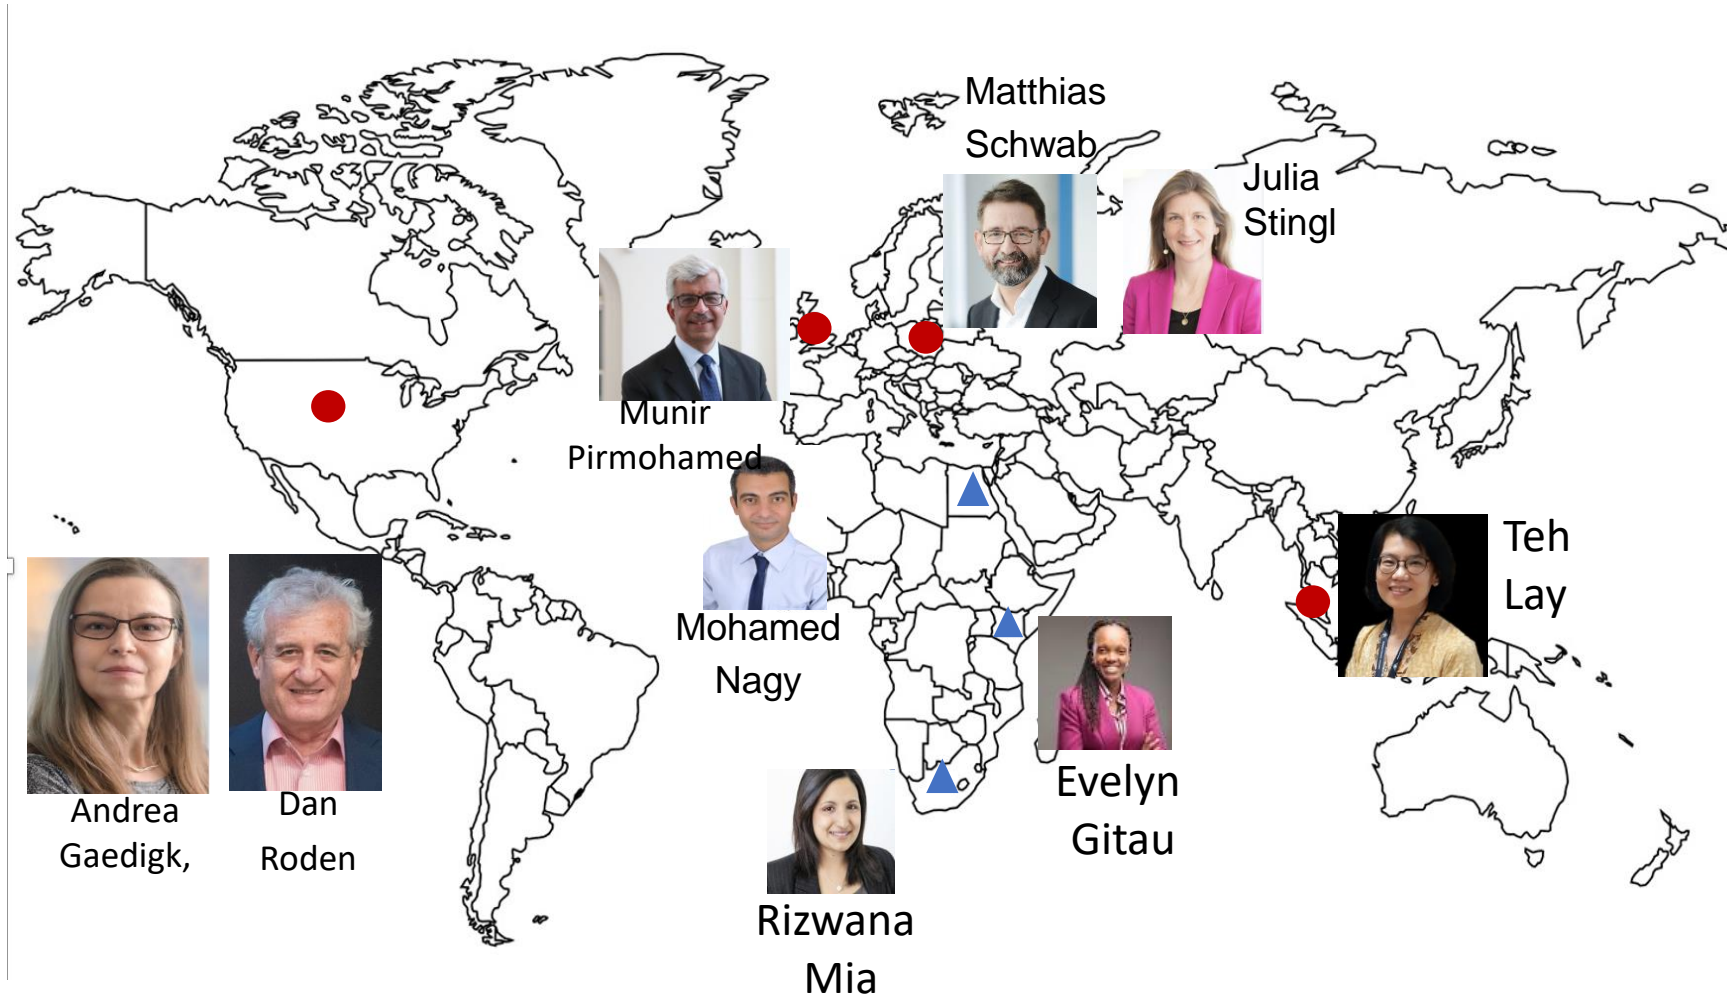 Matthias
Schwab
Julia
Stingl
Munir
Pirmohamed
Teh
Lay
Mohamed
Nagy
Evelyn
Gitau
Andrea
Gaedigk,
Dan
Roden
Rizwana
Mia